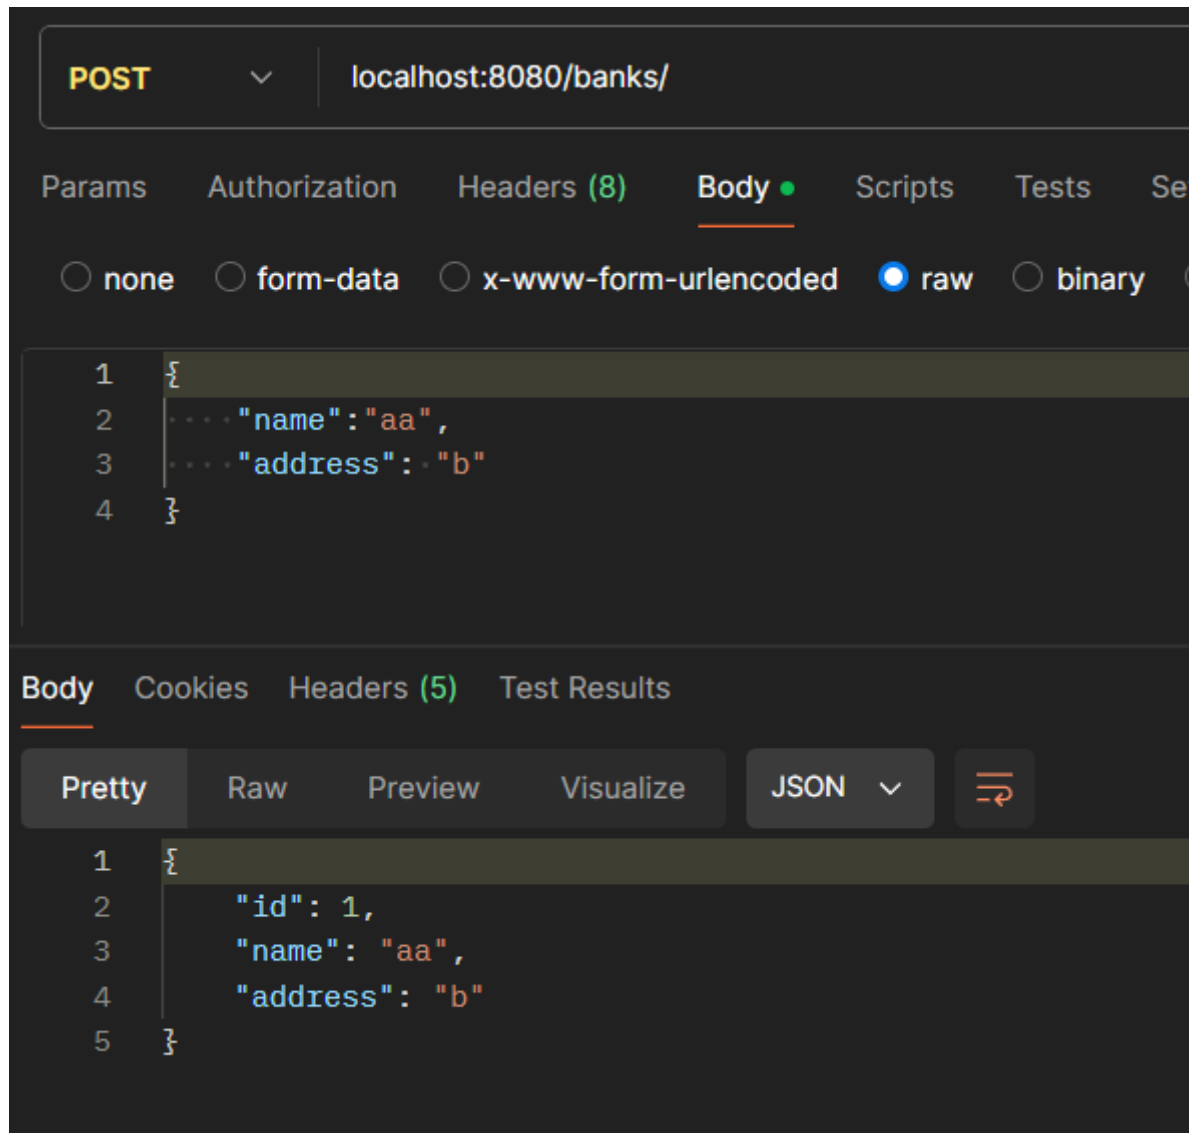 POST localhost:8080/banks/
Params Authorization Headers (8) Body Scripts Tests
none form-data x-www-form-urlencoded raw binary
1 {
2 "name":"aa",
3 "address": "b"
4 }
Body Cookies Headers (5) Test Results
Pretty Raw Preview Visualize JSON
1 {
2 "id": 1,
3 "name": "aa",
4 "address": "b"
5 }